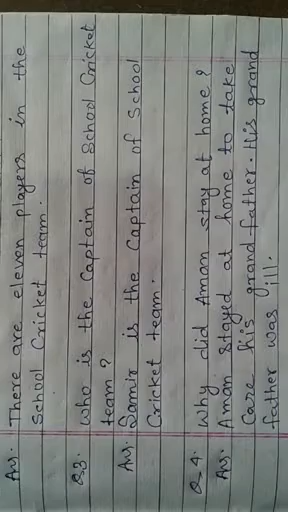 Ans. There are eleven players in the
School Cricket team.
Q3. Who is the Captain of School Cricket
team ?
Ans. Samir is the Captain of School
Cricket team.
Q4. Why did Aman stay at home ?
Ans. Aman stayed at home to take
Care his grand father. His grand
father was ill.